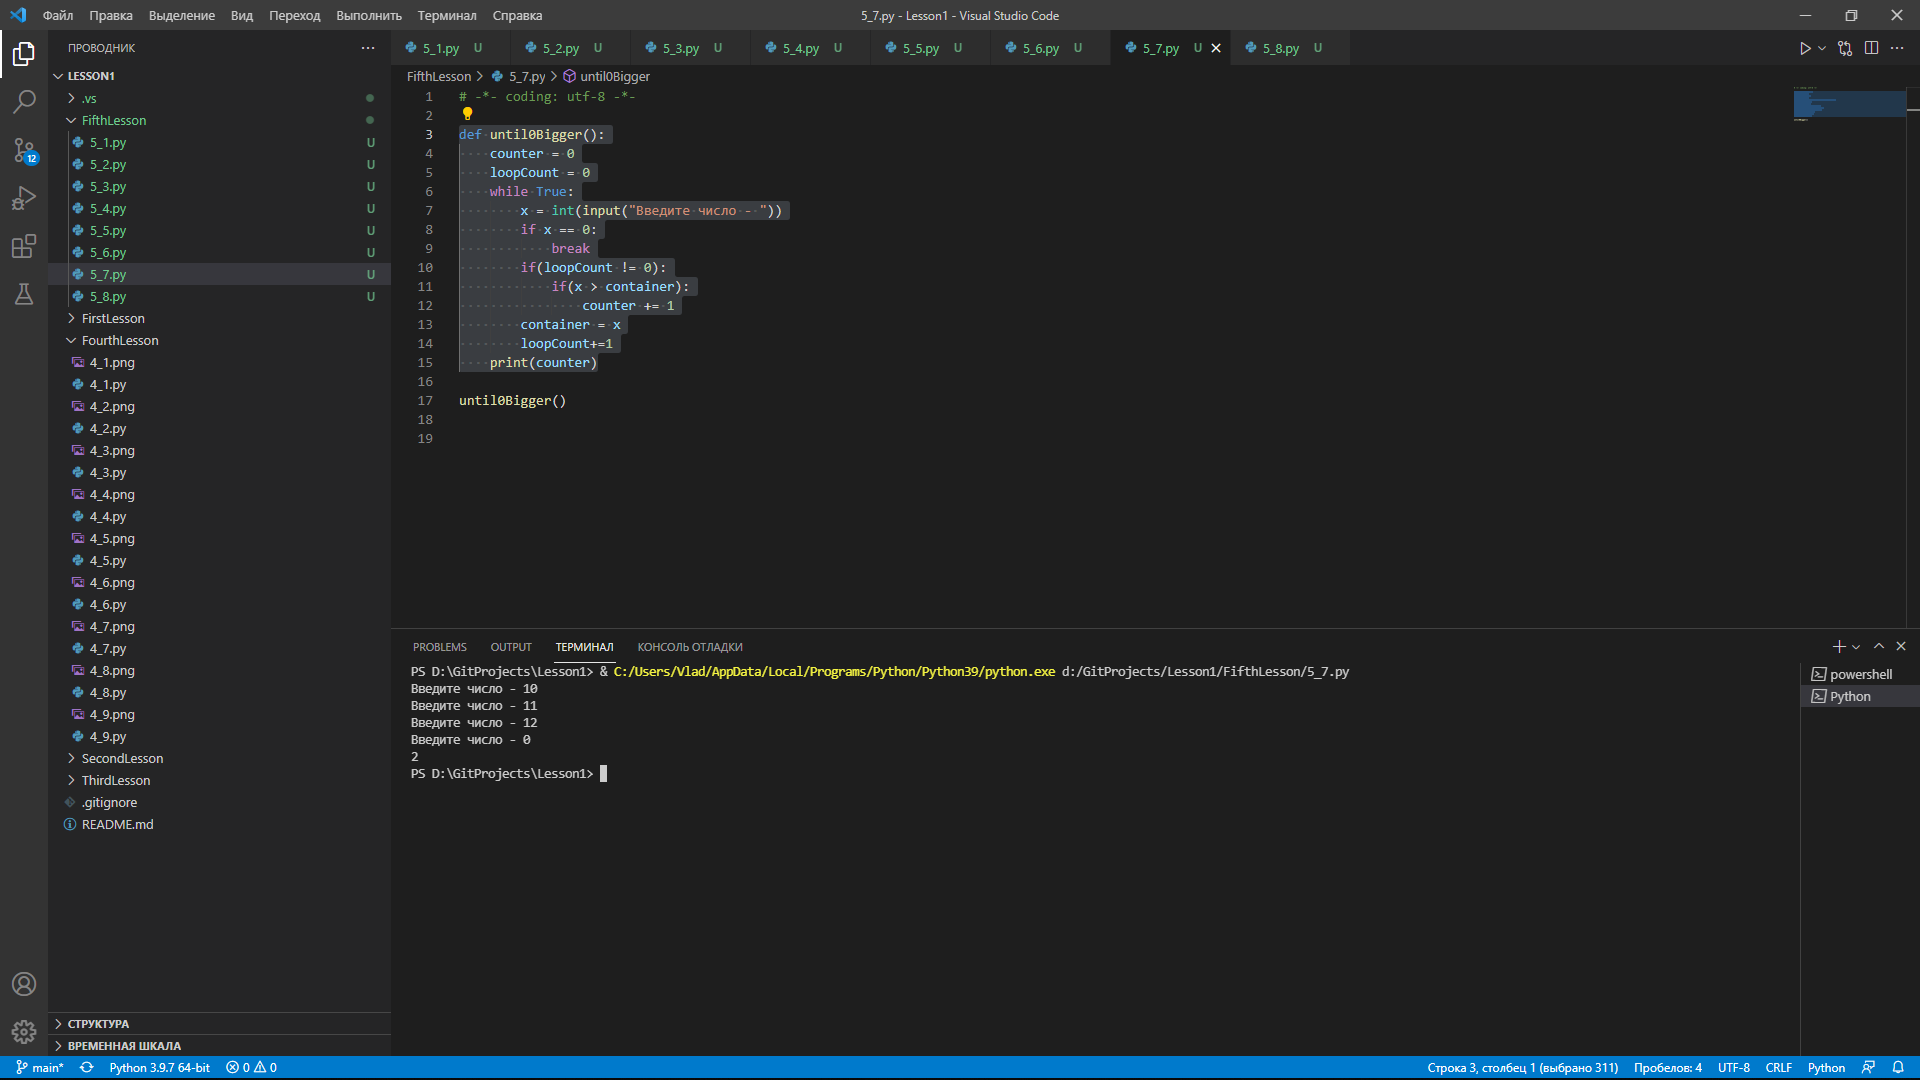 Файл Правка Выделение Вид Переход Выполнить Терминал Справка
5_7.py - Lesson1 - Visual Studio Code
ПРОВОДНИК
12
LESSON1
.vs
FifthLesson
5_1.py U
5_2.py U
5_3.py U
5_4.py U
5_5.py U
5_6.py U
5_7.py U
5_8.py U
FirstLesson
FourthLesson
4_1.png
4_1.py
4_2.png
4_2.py
4_3.png
4_3.py
4_4.png
4_4.py
4_5.png
4_5.py
4_6.png
4_6.py
4_7.png
4_7.py
4_8.png
4_8.py
4_9.png
4_9.py
SecondLesson
ThirdLesson
.gitignore
README.md
СТРУКТУРА
ВРЕМЕННАЯ ШКАЛА
5_1.py U 5_2.py U 5_3.py U 5_4.py U 5_5.py U 5_6.py U 5_7.py U 5_8.py U
FifthLesson > 5_7.py > until0Bigger
1 # -*- coding: utf-8 -*-
2
3 def until0Bigger():
4     counter = 0
5     loopCount = 0
6     while True:
7         x = int(input("Введите число - "))
8         if x == 0:
9             break
10         if(loopCount != 0):
11             if(x > container):
12                 counter += 1
13         container = x
14         loopCount+=1
15     print(counter)
16
17 until0Bigger()
18
19
PROBLEMS OUTPUT ТЕРМИНАЛ КОНСОЛЬ ОТЛАДКИ
PS D:\GitProjects\Lesson1> & C:/Users/Vlad/AppData/Local/Programs/Python/Python39/python.exe d:/GitProjects/Lesson1/FifthLesson/5_7.py
Введите число - 10
Введите число - 11
Введите число - 12
Введите число - 0
2
PS D:\GitProjects\Lesson1>
powershell
Python
main* Python 3.9.7 64-bit 0 0
Строка 3, столбец 1 (выбрано 311) Пробелов: 4 UTF-8 CRLF Python